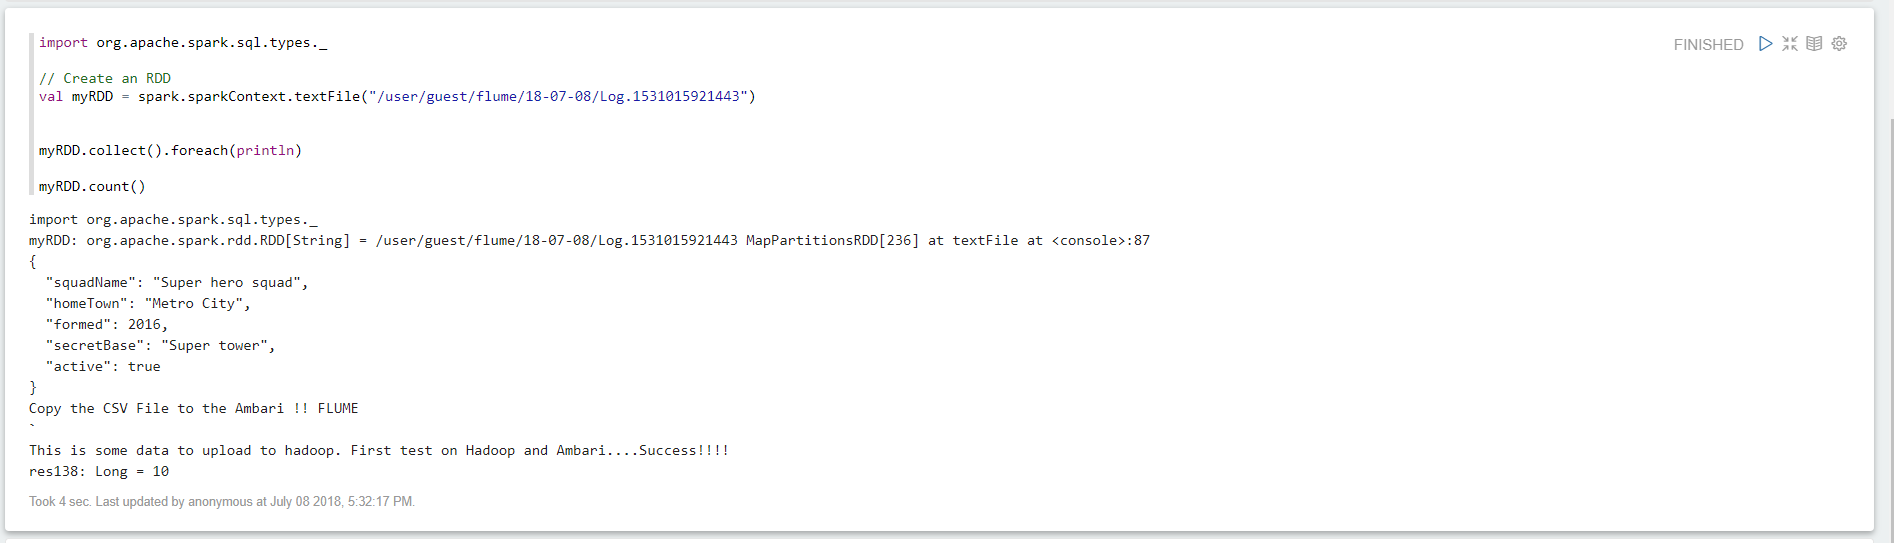 import org.apache.spark.sql.types._
FINISHED
// Create an RDD
val myRDD = spark.sparkContext.textFile("/user/guest/flume/18-07-08/Log.1531015921443")
myRDD.collect().foreach(println)
myRDD.count()
import org.apache.spark.sql.types._
myRDD: org.apache.spark.rdd.RDD[String] = /user/guest/flume/18-07-08/Log.1531015921443 MapPartitionsRDD[236] at textFile at <console>:87
{
  "squadName": "Super hero squad",
  "homeTown": "Metro City",
  "formed": 2016,
  "secretBase": "Super tower",
  "active": true
}
Copy the CSV File to the Ambari !! FLUME
`
This is some data to upload to hadoop. First test on Hadoop and Ambari....Success!!!!
res138: Long = 10
Took 4 sec. Last updated by anonymous at July 08 2018, 5:32:17 PM.